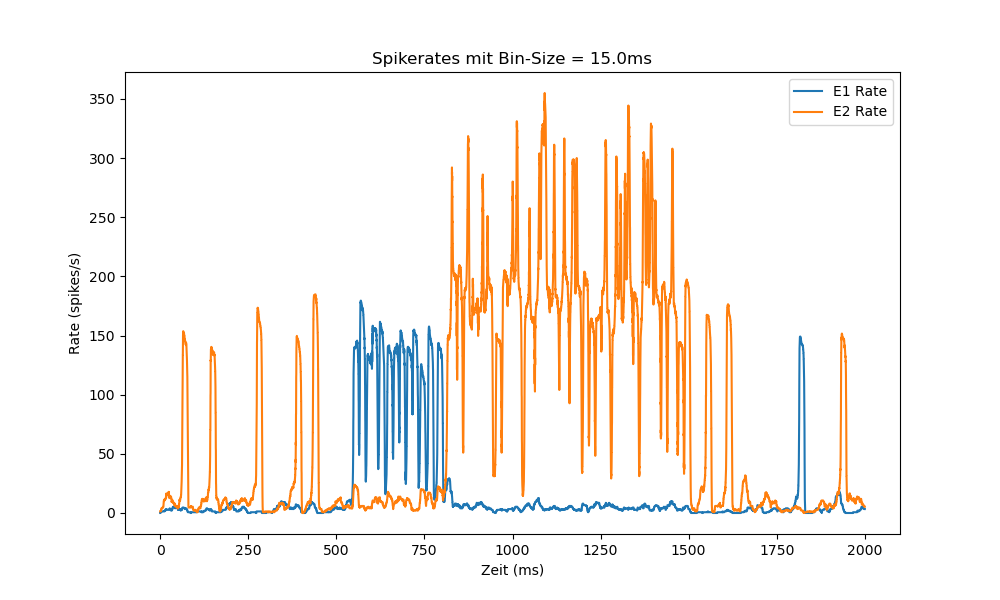 Spikerates mit Bin-Size = 15.0ms
E1 Rate
E2 Rate
Rate (spikes/s)
350
300
250
200
150
100
50
0
0 250 500 750 1000 1250 1500 1750 2000
Zeit (ms)